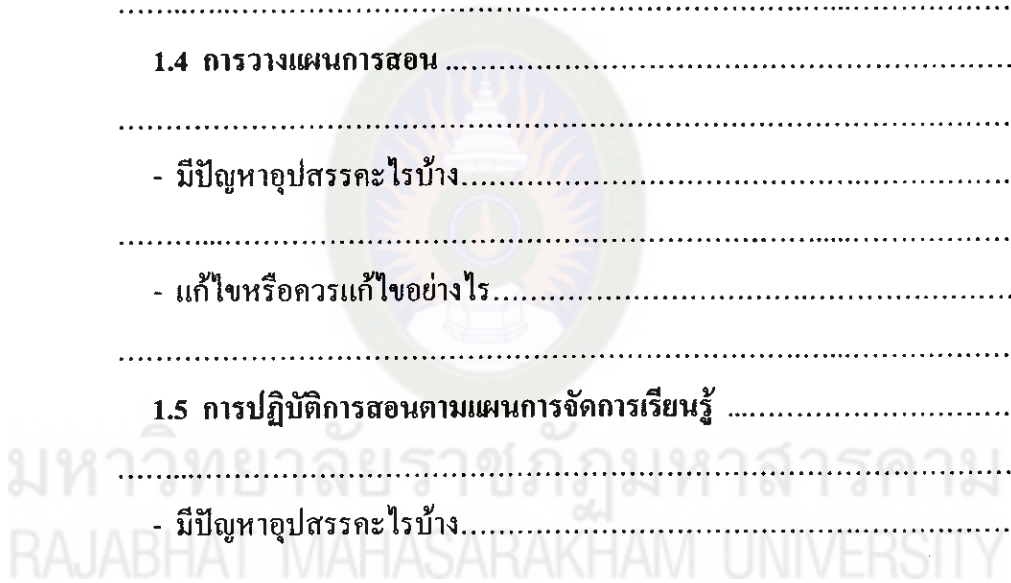 ........................................................................................
1.4 การวางแผนการสอน ................................................................
........................................................................................
- มีปัญหาอุปสรรคอะไรบ้าง................................................................
........................................................................................
- แก้ไขหรือควรแก้ไขอย่างไร............................................................
........................................................................................
1.5 การปฏิบัติการสอนตามแผนการจัดการเรียนรู้ ................................
มหาวิทยาลัยราชภัฏมหาสารคาม
........................................................................................
- มีปัญหาอุปสรรคอะไรบ้าง................................................................
RAJABHAT MAHASARAKHAM UNIVERSITY